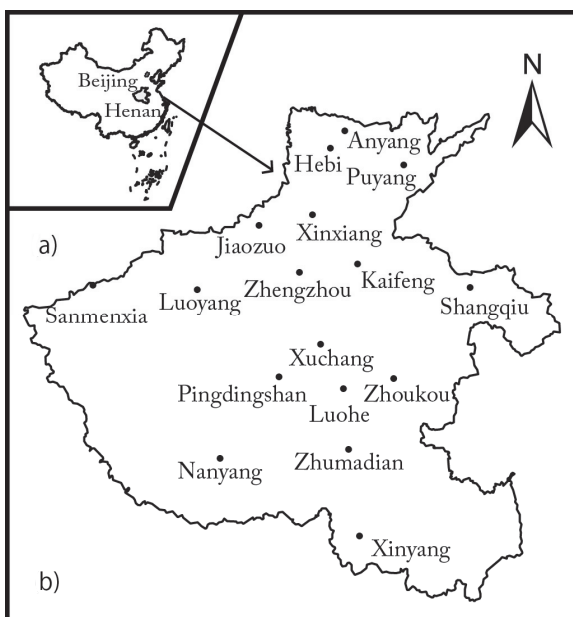 Beijing
Henan
N
Anyang
Hebi
Puyang
a)
Jiaozuo
Xinxiang
Zhengzhou
Kaifeng
Sanmenxia
Luoyang
Shangqiu
Xuchang
Pingdingshan
Zhoukou
Luohe
Nanyang
Zhumadian
Xinyang
b)